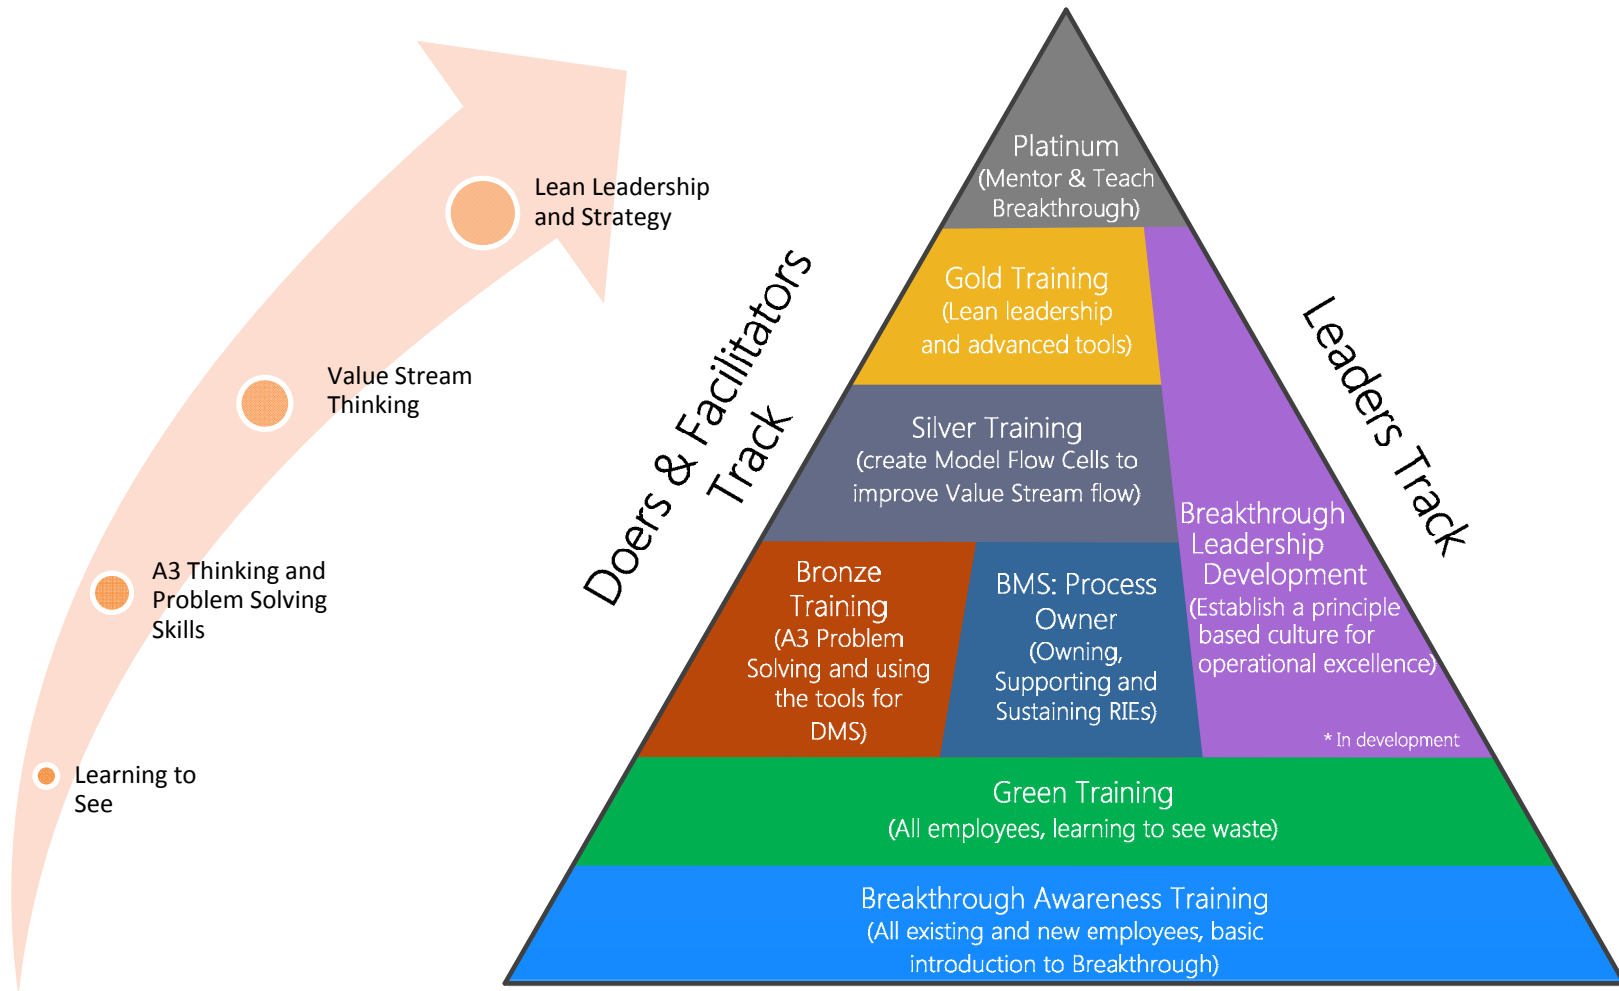 Lean Leadership
and Strategy
Value Stream
Thinking
A3 Thinking and
Problem Solving
Skills
Learning to
See
Doers & Facilitators
Track
Leaders Track
Platinum
(Mentor & Teach
Breakthrough)
Gold Training
(Lean leadership
and advanced tools)
Silver Training
(create Model Flow Cells to
improve Value Stream flow)
Bronze
Training
(A3 Problem
Solving and using
the tools for
DMS)
BMS: Process
Owner
(Owning,
Supporting and
Sustaining RIEs)
Breakthrough
Leadership
Development
(Establish a principle
based culture for
operational excellence)
* In development
Green Training
(All employees, learning to see waste)
Breakthrough Awareness Training
(All existing and new employees, basic
introduction to Breakthrough)